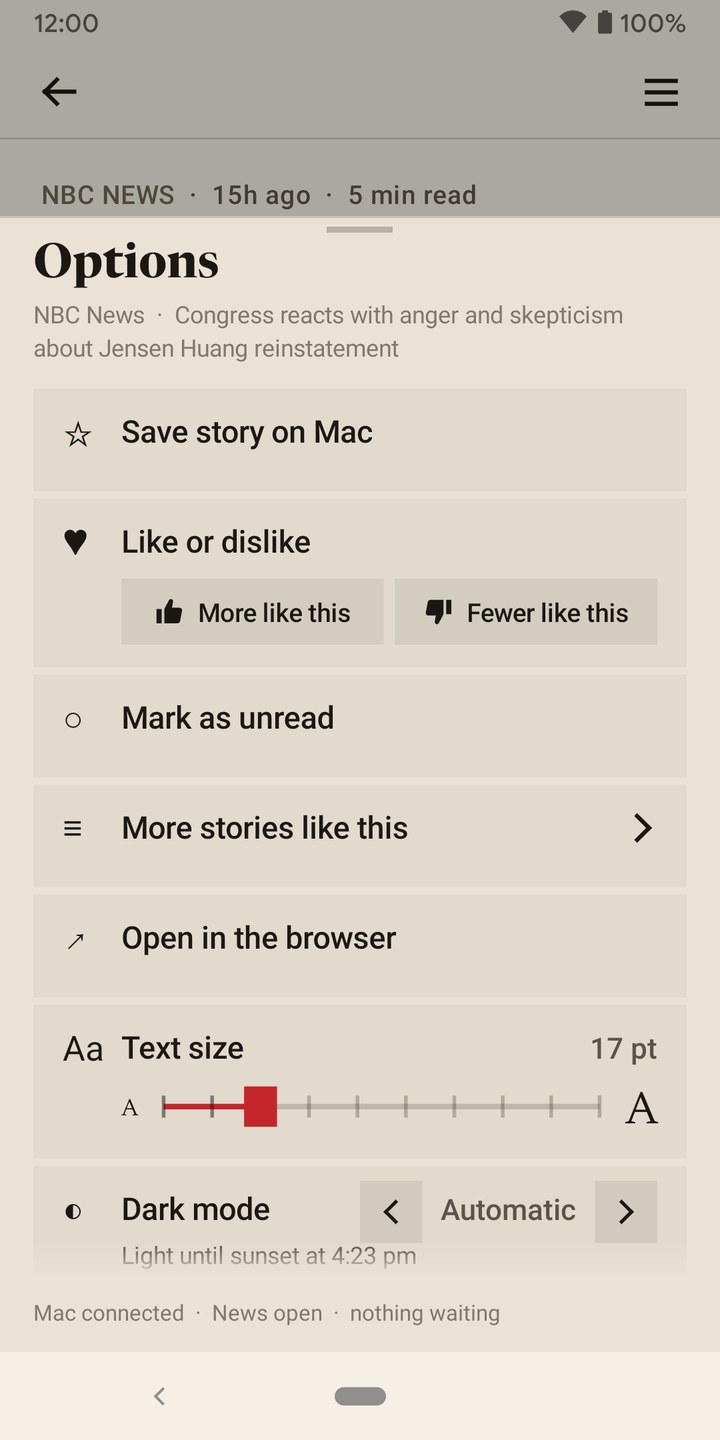 12:00
100%
NBC NEWS · 15h ago · 5 min read
Options
NBC News · Congress reacts with anger and skepticism
about Jensen Huang reinstatement
Save story on Mac
Like or dislike
More like this
Fewer like this
Mark as unread
More stories like this
Open in the browser
Aa Text size 17 pt
A A
Dark mode Automatic
Light until sunset at 4:23 pm
Mac connected · News open · nothing waiting